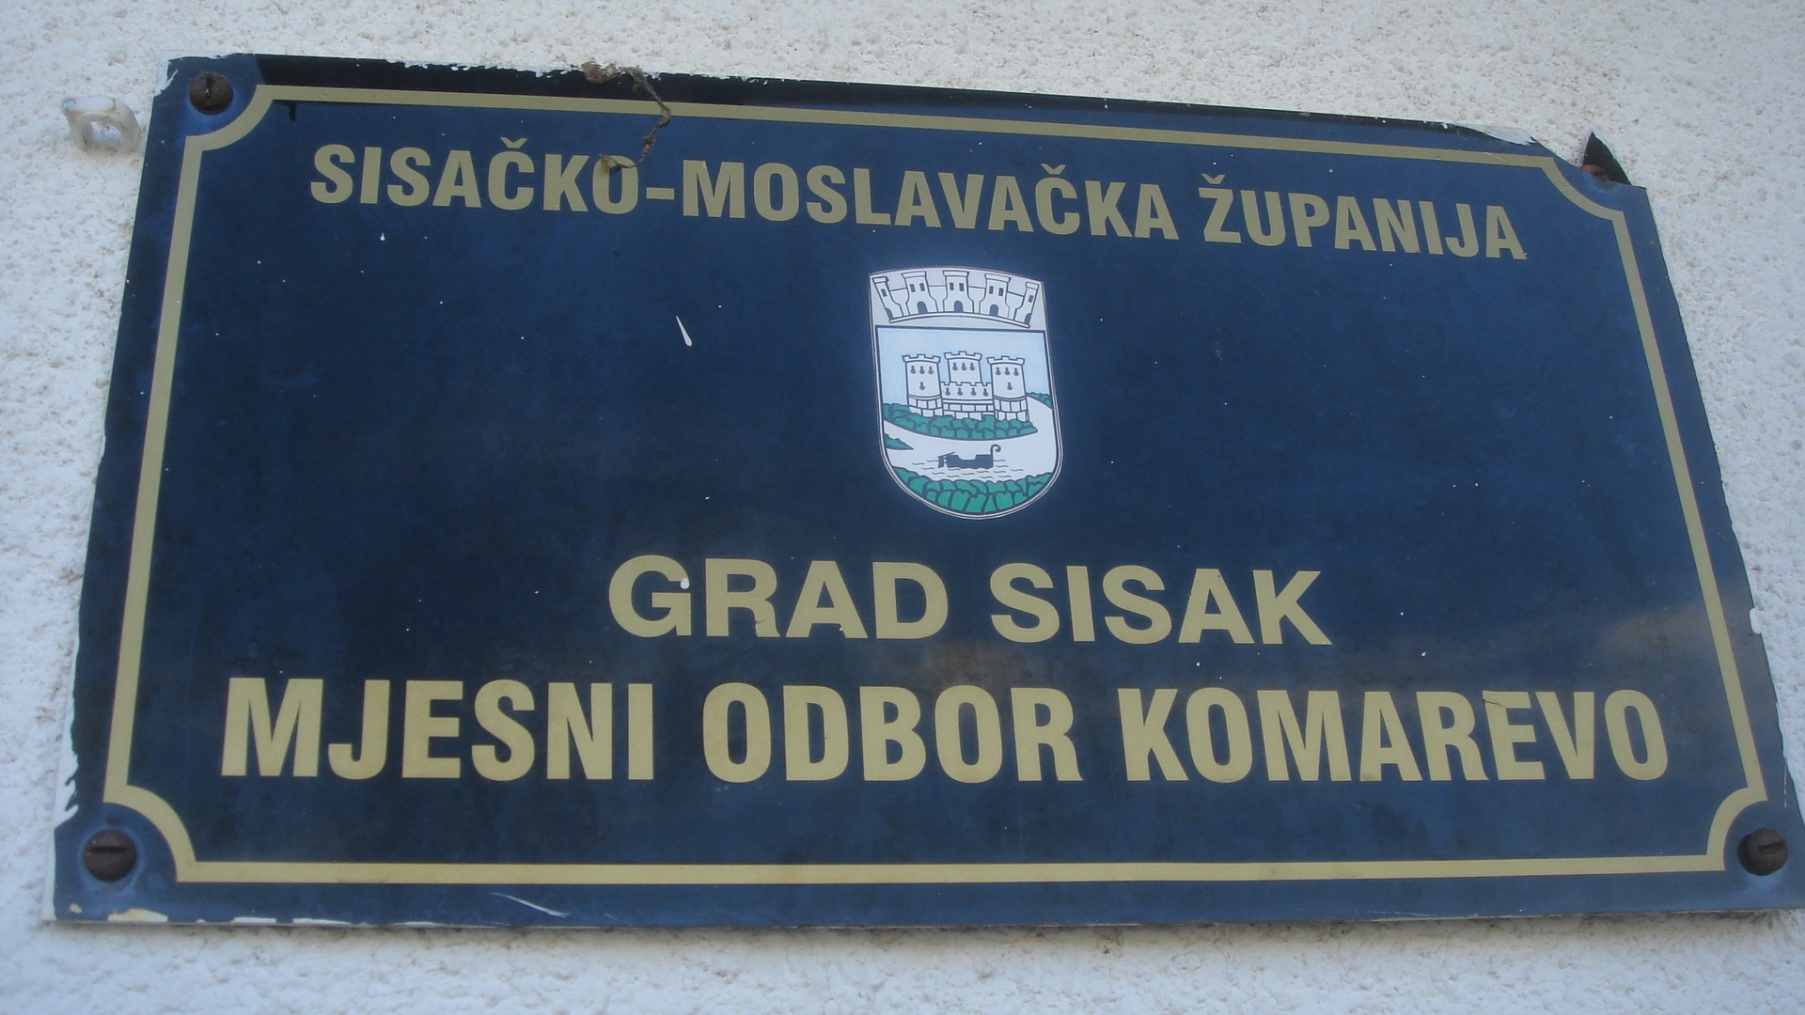 SISAČKO-MOSLAVAČKA ŽUPANIJA
GRAD SISAK
MJESNI ODBOR KOMAREVO